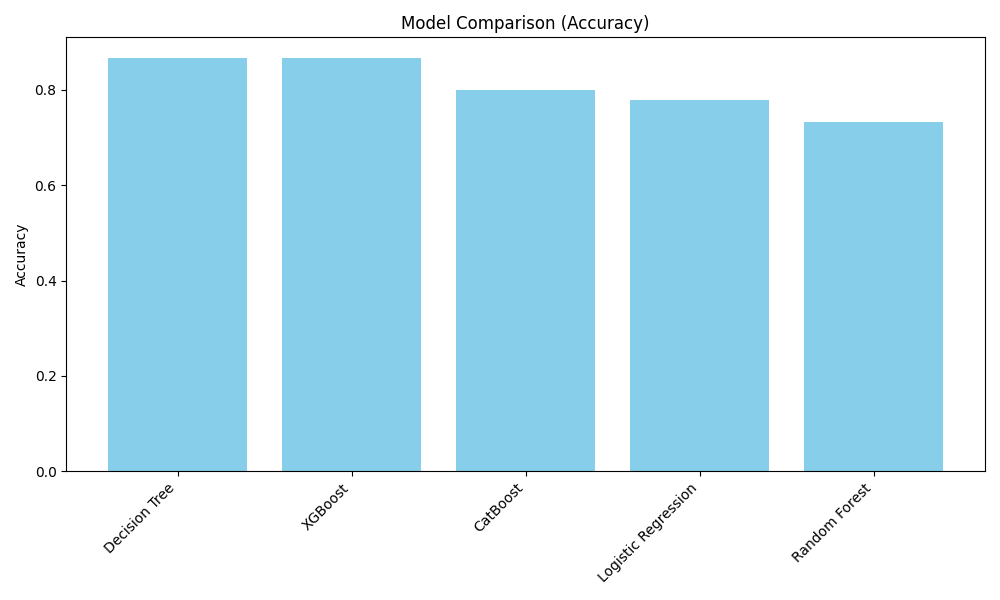 Model Comparison (Accuracy)
Accuracy
0.8
0.6
0.4
0.2
0.0
Decision Tree
XGBoost
CatBoost
Logistic Regression
Random Forest